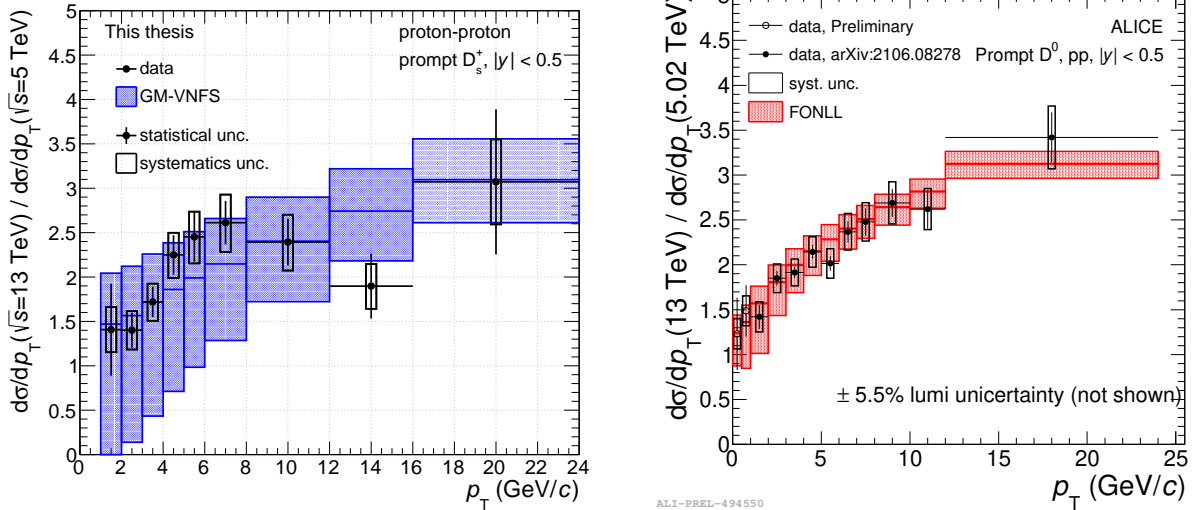 This thesis
proton-proton
prompt D_s^+, |y| < 0.5
data
GM-VNFS
statistical unc.
systematics unc.
dσ/dp_T(√s=13 TeV) / dσ/dp_T(√s=5 TeV)
5
4.5
4
3.5
3
2.5
2
1.5
1
0.5
0
0 2 4 6 8 10 12 14 16 18 20 22 24
p_T (GeV/c)
data, Preliminary
ALICE
data, arXiv:2106.08278
Prompt D^0, pp, |y| < 0.5
syst. unc.
FONLL
dσ/dp_T(13 TeV) / dσ/dp_T(5.02 TeV)
4.5
4
3.5
3
2.5
2
1.5
1
0.5
0
± 5.5% lumi unicertainty (not shown)
0 5 10 15 20 25
p_T (GeV/c)
ALI-PREL-494550